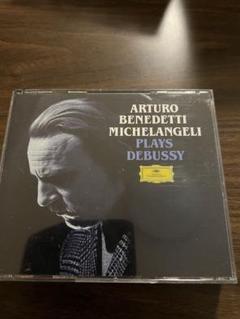 ARTURO
BENEDETTI
MICHELANGELI
PLAYS
DEBUSSY